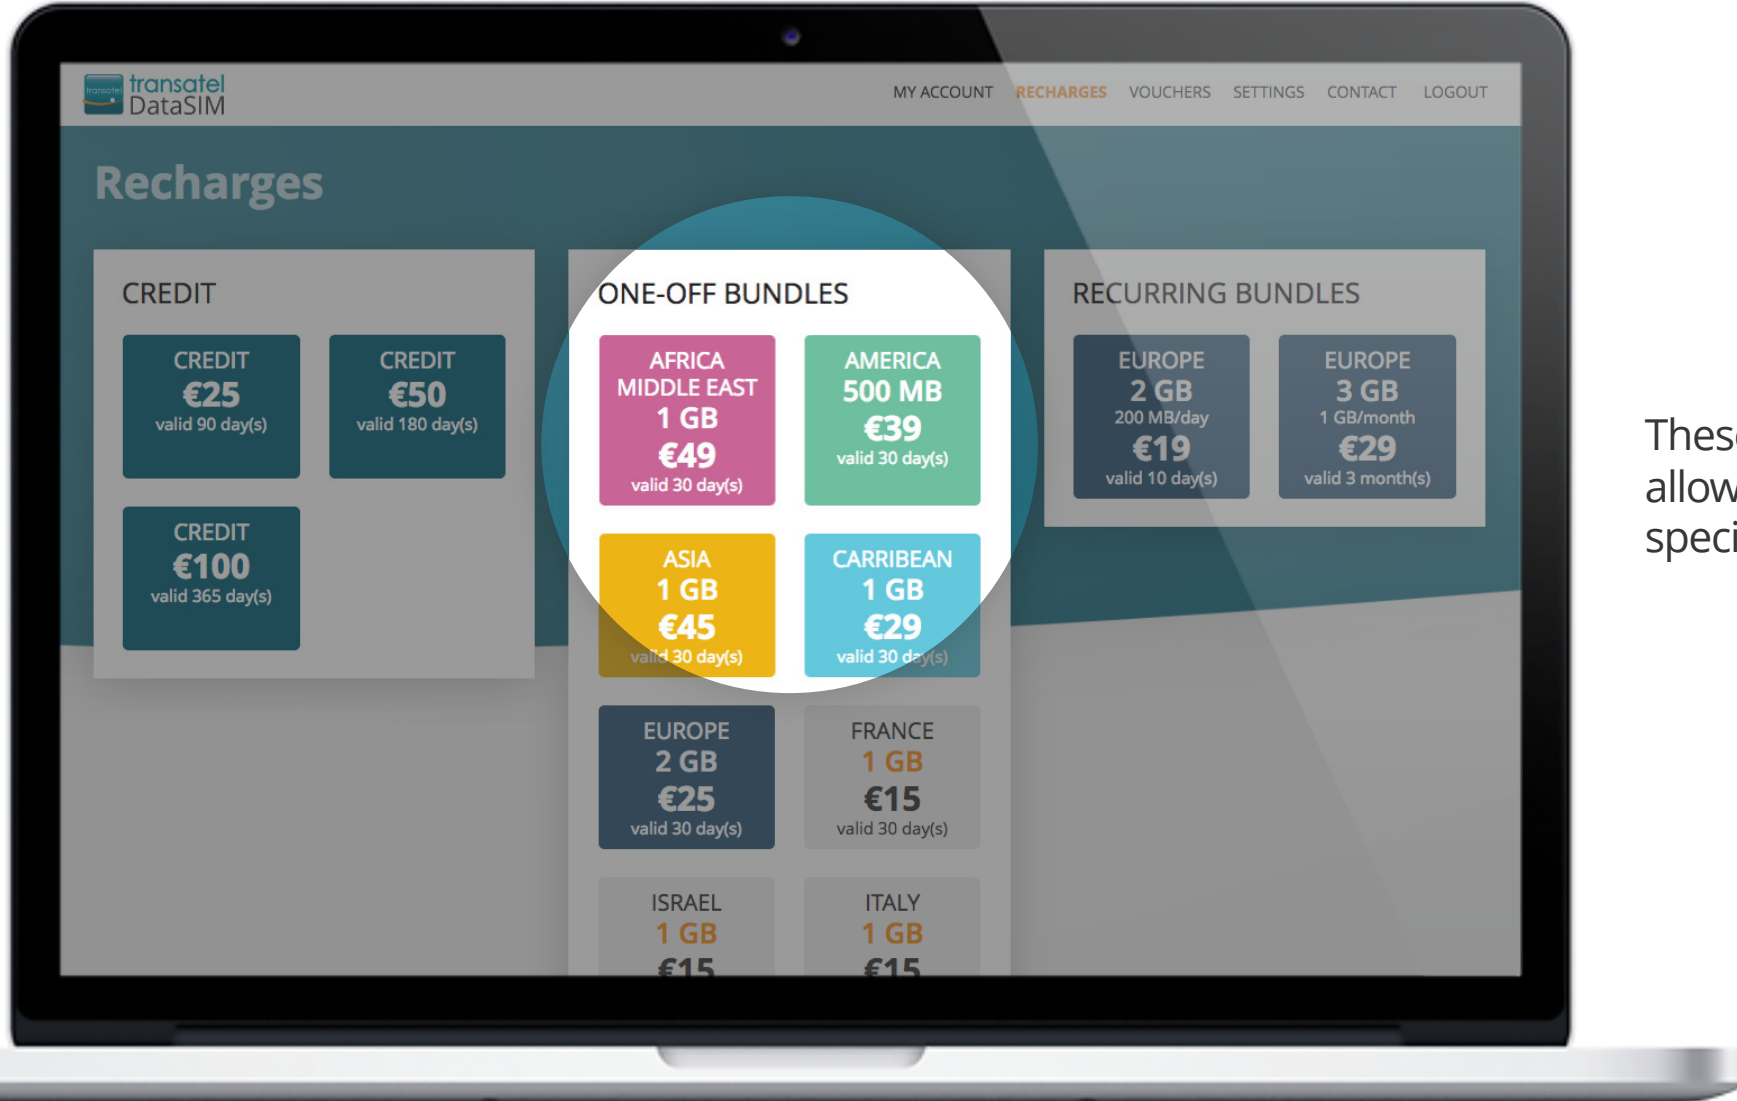 transatel
transatel
DataSIM
MY ACCOUNT RECHARGES VOUCHERS SETTINGS CONTACT LOGOUT
Recharges
CREDIT
CREDIT
€25
valid 90 day(s)
CREDIT
€50
valid 180 day(s)
CREDIT
€100
valid 365 day(s)
ONE-OFF BUNDLES
AFRICA
MIDDLE EAST
1 GB
€49
valid 30 day(s)
AMERICA
500 MB
€39
valid 30 day(s)
ASIA
1 GB
€45
valid 30 day(s)
CARRIBEAN
1 GB
€29
valid 30 day(s)
EUROPE
2 GB
€25
valid 30 day(s)
FRANCE
1 GB
€15
valid 30 day(s)
ISRAEL
1 GB
€15
ITALY
1 GB
€15
RECURRING BUNDLES
EUROPE
2 GB
200 MB/day
€19
valid 10 day(s)
EUROPE
3 GB
1 GB/month
€29
valid 3 month(s)